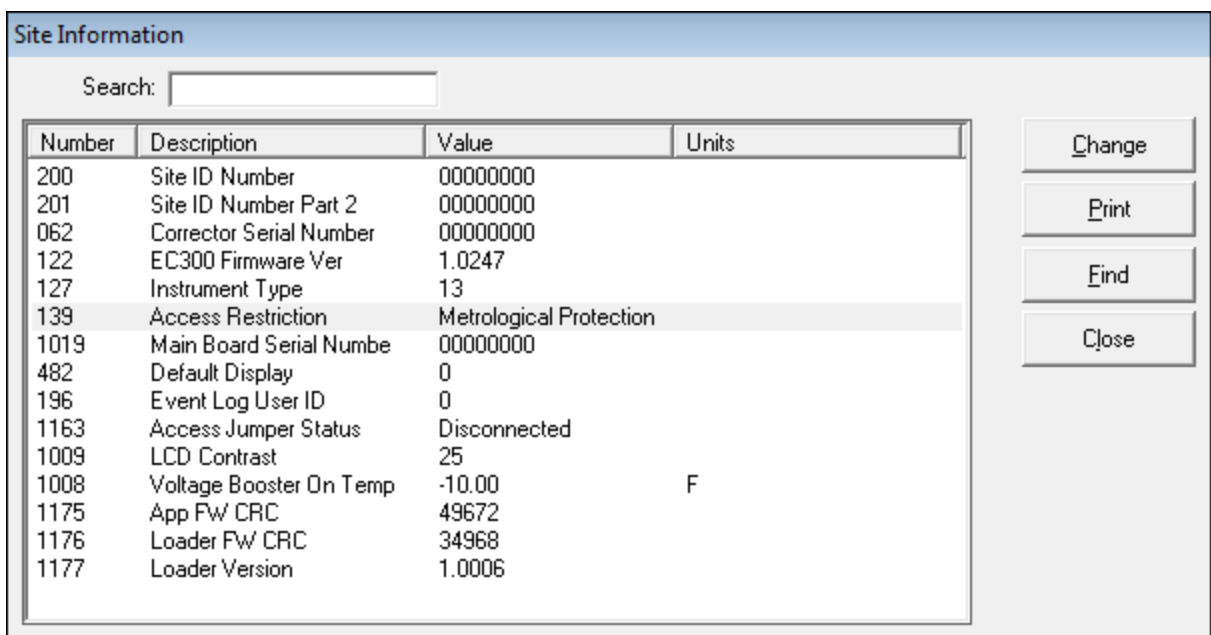 Site Information
Search:
Number Description Value Units
200 Site ID Number 00000000
201 Site ID Number Part 2 00000000
062 Corrector Serial Number 00000000
122 EC300 Firmware Ver 1.0247
127 Instrument Type 13
139 Access Restriction Metrological Protection
1019 Main Board Serial Numbe 00000000
482 Default Display 0
196 Event Log User ID 0
1163 Access Jumper Status Disconnected
1009 LCD Contrast 25
1008 Voltage Booster On Temp -10.00 F
1175 App FW CRC 49672
1176 Loader FW CRC 34968
1177 Loader Version 1.0006
Change
Print
Find
Close